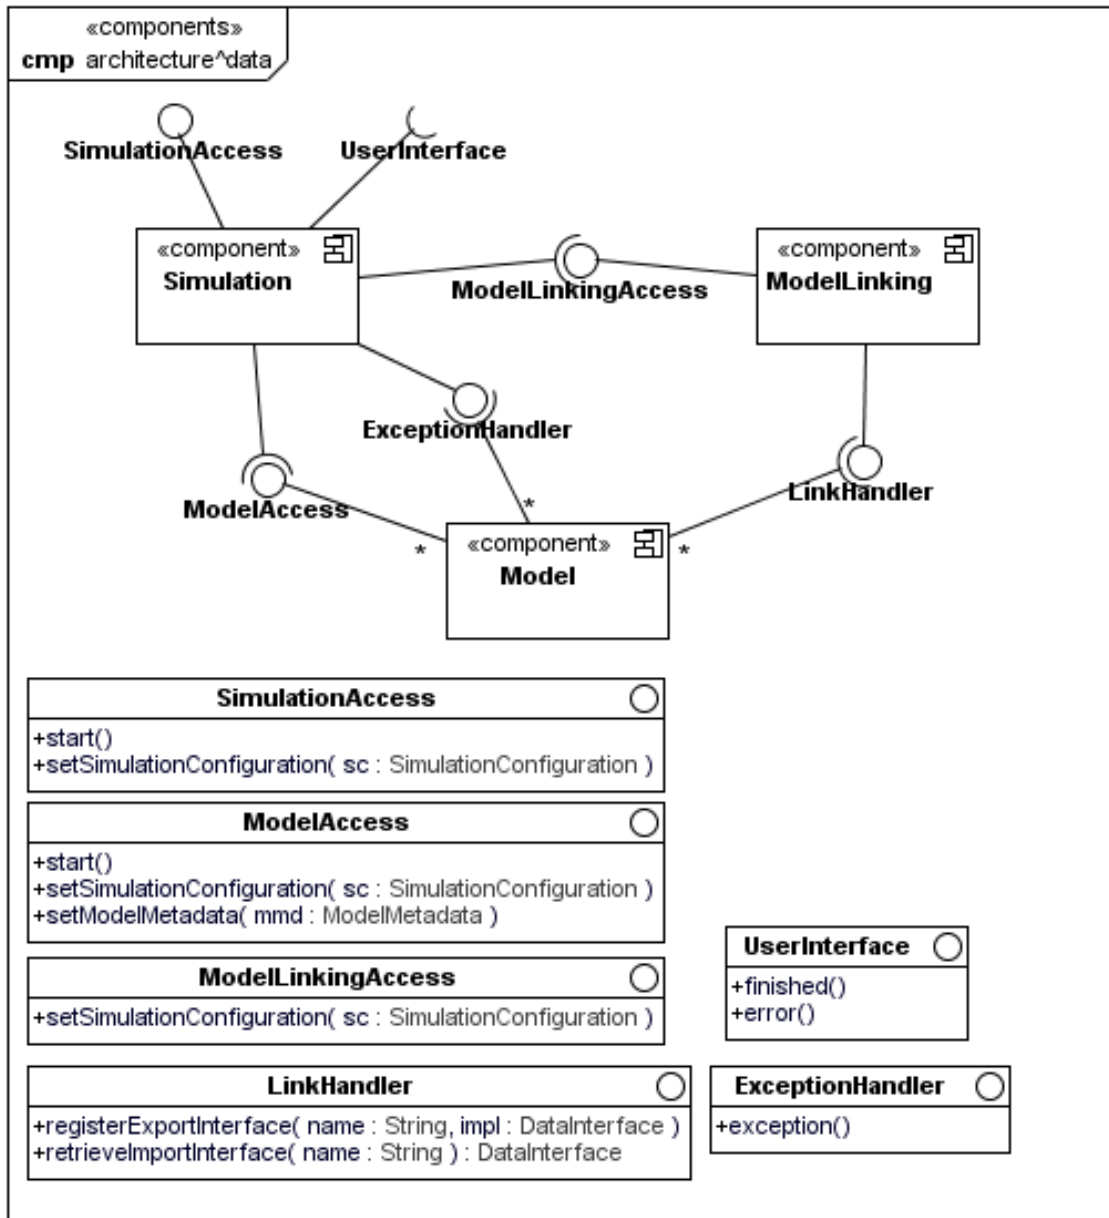 «components»
cmp architecture^data
SimulationAccess
UserInterface
«component»
Simulation
ModelLinkingAccess
«component»
ModelLinking
ExceptionHandler
ModelAccess
LinkHandler
*
*
*
«component»
Model
SimulationAccess
+start()
+setSimulationConfiguration( sc : SimulationConfiguration )
ModelAccess
+start()
+setSimulationConfiguration( sc : SimulationConfiguration )
+setModelMetadata( mmd : ModelMetadata )
ModelLinkingAccess
+setSimulationConfiguration( sc : SimulationConfiguration )
UserInterface
+finished()
+error()
LinkHandler
+registerExportInterface( name : String, impl : DataInterface )
+retrieveImportInterface( name : String ) : DataInterface
ExceptionHandler
+exception()